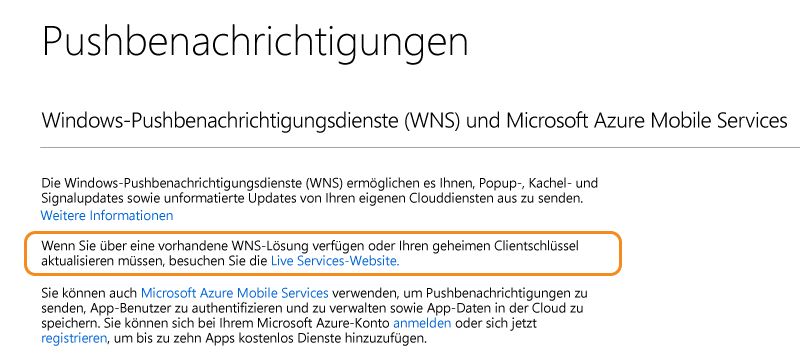 Pushbenachrichtigungen
Windows-Pushbenachrichtigungsdienste (WNS) und Microsoft Azure Mobile Services
Die Windows-Pushbenachrichtigungsdienste (WNS) ermöglichen es Ihnen, Popup-, Kachel- und
Signalupdates sowie unformatierte Updates von Ihren eigenen Clouddiensten aus zu senden.
Weitere Informationen
Wenn Sie über eine vorhandene WNS-Lösung verfügen oder Ihren geheimen Clientschlüssel
aktualisieren müssen, besuchen Sie die Live Services-Website.
Sie können auch Microsoft Azure Mobile Services verwenden, um Pushbenachrichtigungen zu
senden, App-Benutzer zu authentifizieren und zu verwalten sowie App-Daten in der Cloud zu
speichern. Sie können sich bei Ihrem Microsoft Azure-Konto anmelden oder sich jetzt
registrieren, um bis zu zehn Apps kostenlos Dienste hinzuzufügen.